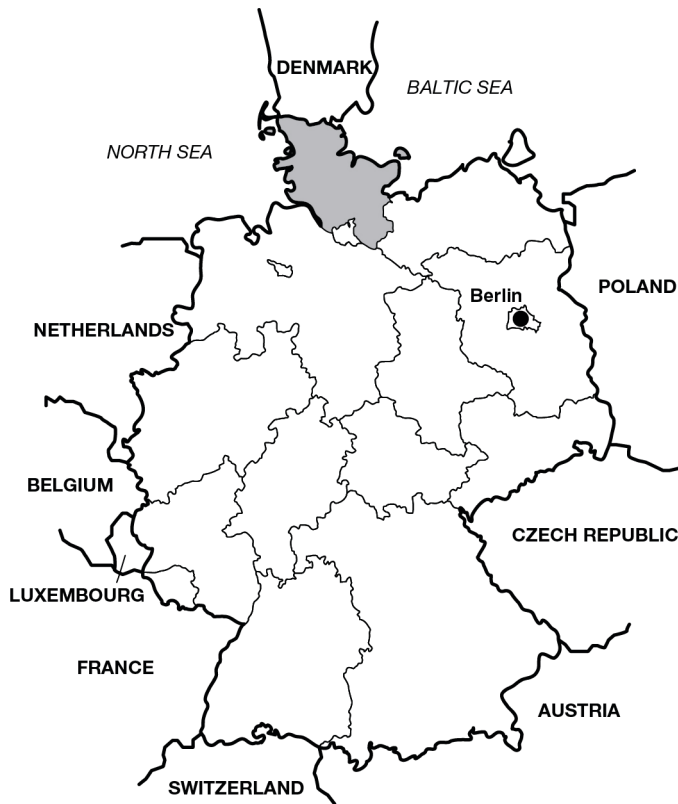 DENMARK
BALTIC SEA
NORTH SEA
POLAND
Berlin
NETHERLANDS
BELGIUM
CZECH REPUBLIC
LUXEMBOURG
FRANCE
AUSTRIA
SWITZERLAND